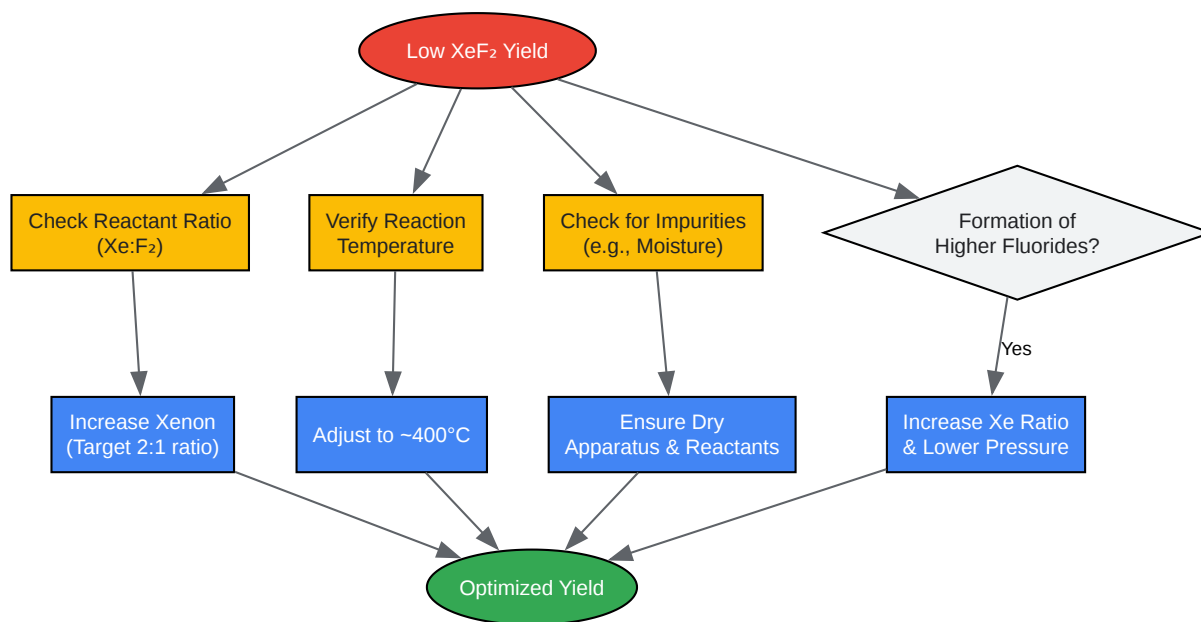 Low XeF₂ Yield
Check Reactant Ratio
(Xe:F₂)
Verify Reaction
Temperature
Check for Impurities
(e.g., Moisture)
Formation of
Higher Fluorides?
Yes
Increase Xenon
(Target 2:1 ratio)
Adjust to ~400°C
Ensure Dry
Apparatus & Reactants
Increase Xe Ratio
& Lower Pressure
Optimized Yield